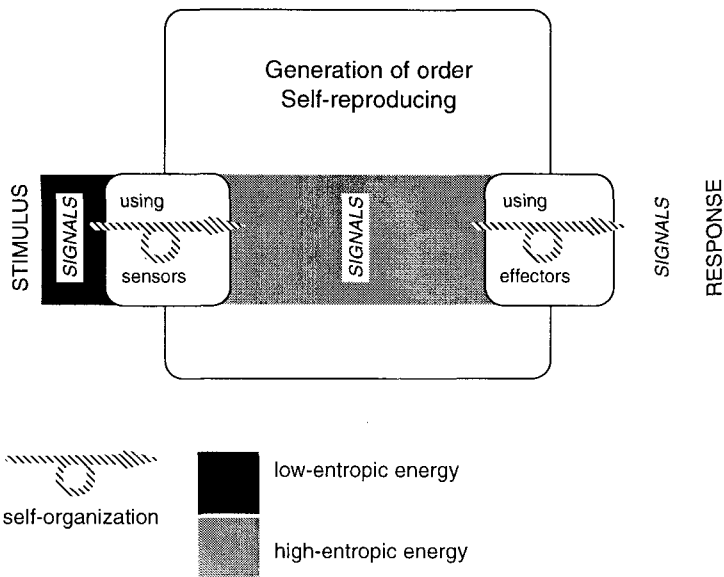 Generation of order
Self-reproducing
STIMULUS
SIGNALS
using
sensors
SIGNALS
using
effectors
SIGNALS
RESPONSE
self-organization
low-entropic energy
high-entropic energy